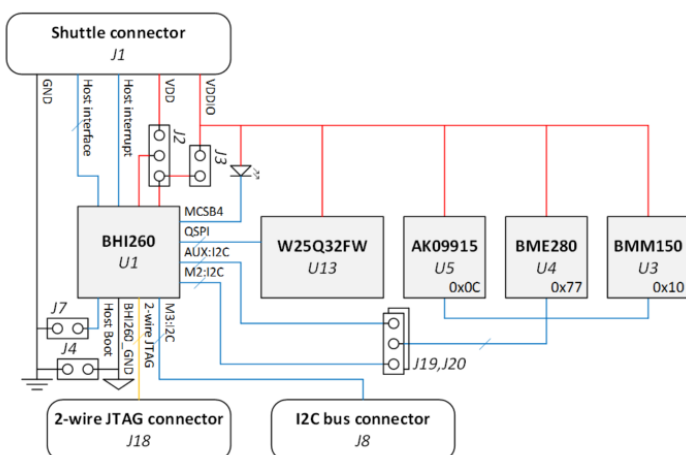 Shuttle connector
J1
GND
Host interface
Host interrupt
VDD
VDDIO
J2
J3
MCSB4
QSPI
AUX:I2C
M2:I2C
BHI260
U1
W25Q32FW
U13
AK09915
U5
0x0C
BME280
U4
0x77
BMM150
U3
0x10
J7
J4
Host Boot
BHI260_GND
2-wire JTAG
M3:I2C
J19,J20
2-wire JTAG connector
J18
I2C bus connector
J8